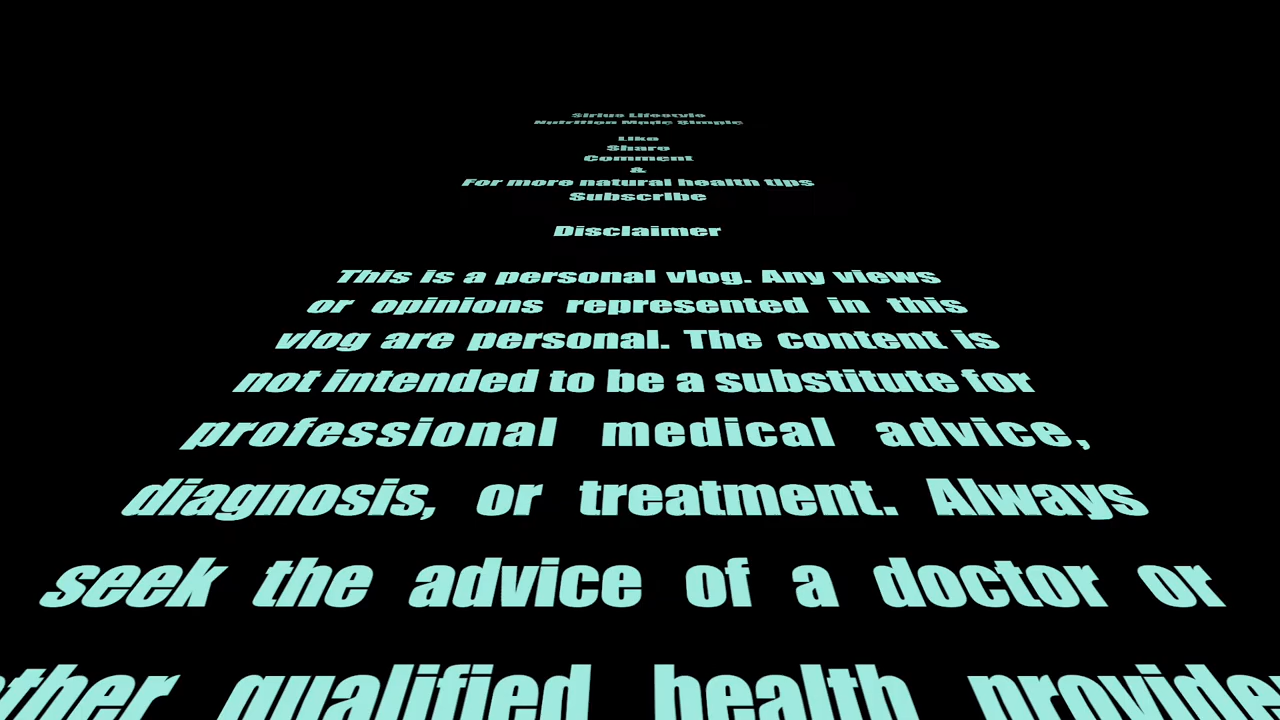 Sirius Lifestyle
Nutrition Made Simple
Like
Share
Comment
&
For more natural health tips
Subscribe
Disclaimer
This is a personal vlog. Any views
or opinions represented in this
vlog are personal. The content is
not intended to be a substitute for
professional medical advice,
diagnosis, or treatment. Always
seek the advice of a doctor or
other qualified health provider